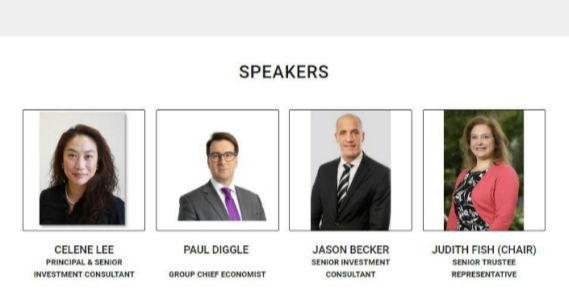 SPEAKERS
CELENE LEE
PRINCIPAL & SENIOR
INVESTMENT CONSULTANT
PAUL DIGGLE
GROUP CHIEF ECONOMIST
JASON BECKER
SENIOR INVESTMENT
CONSULTANT
JUDITH FISH (CHAIR)
SENIOR TRUSTEE
REPRESENTATIVE